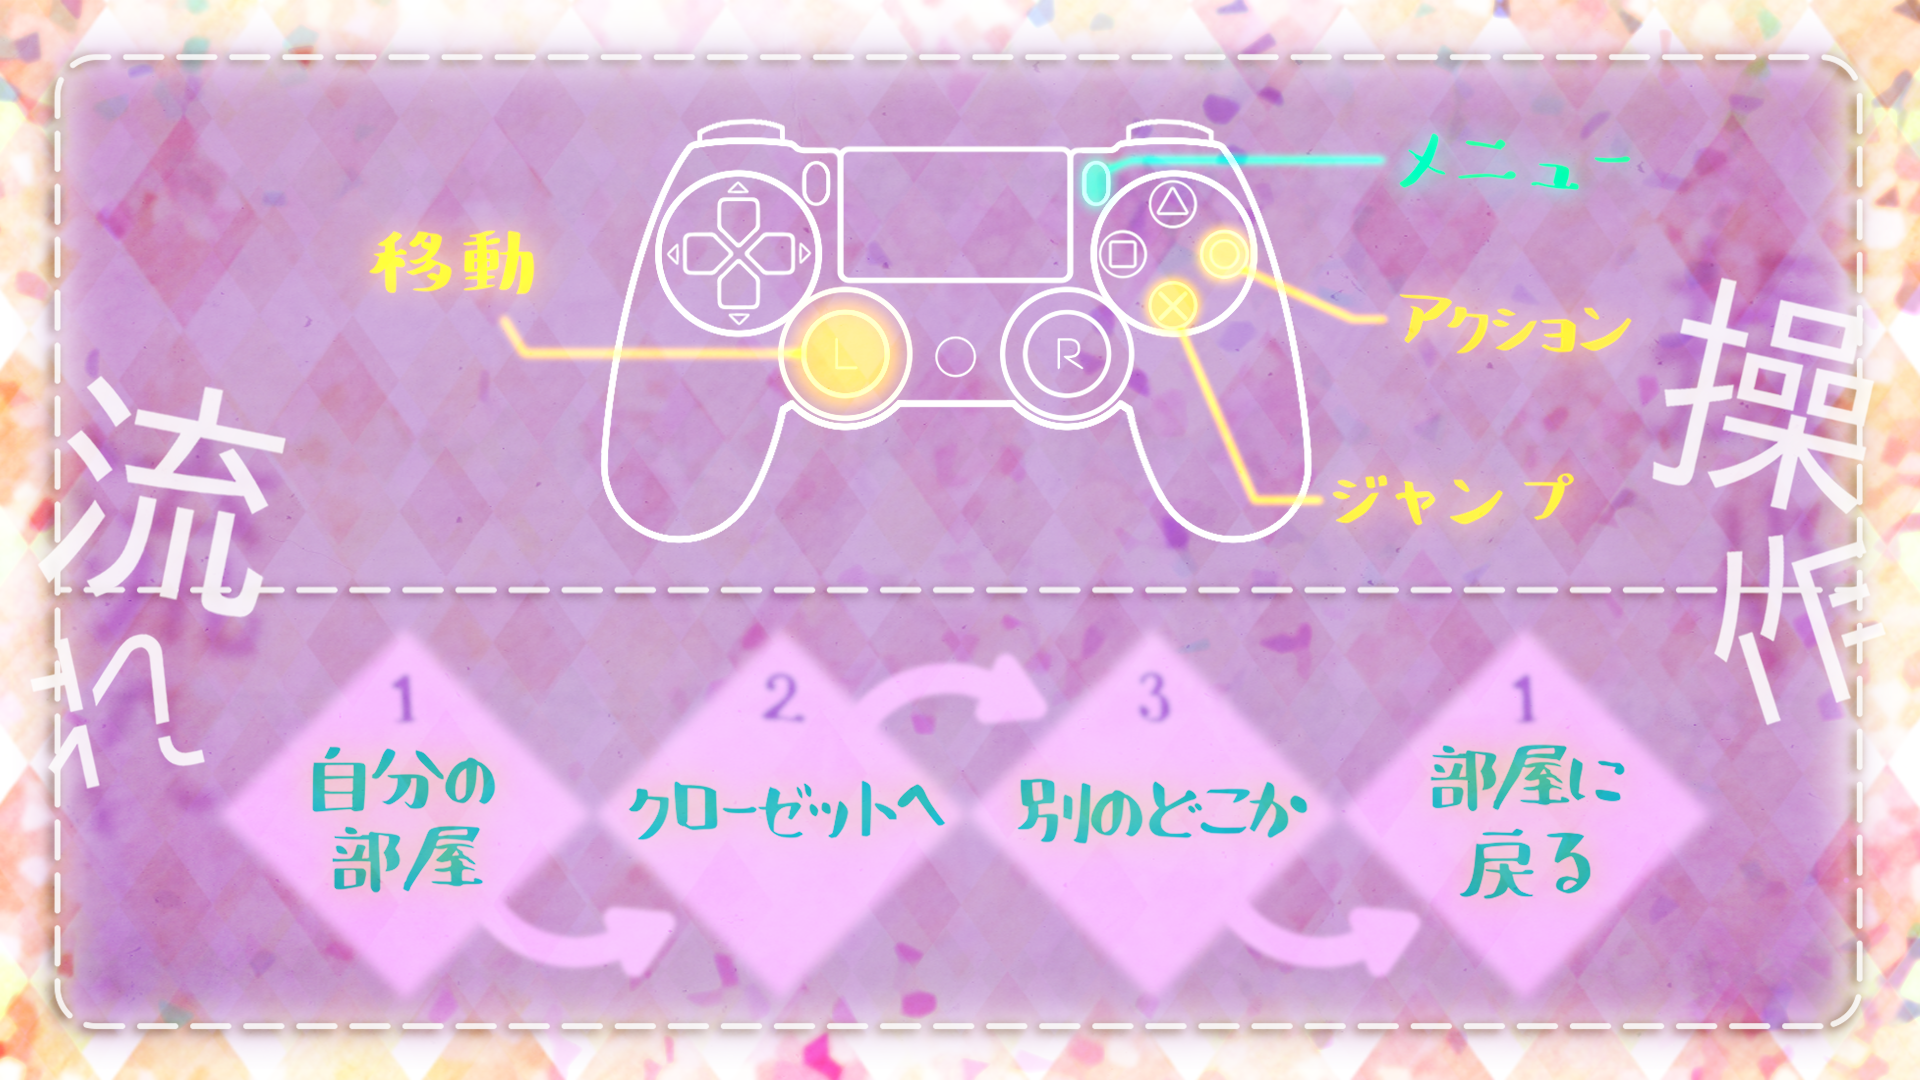 操作
メニュー
移動
アクション
L
R
ジャンプ
流れ
1
自分の
部屋
2
クローゼットへ
3
別のどこか
1
部屋に
戻る